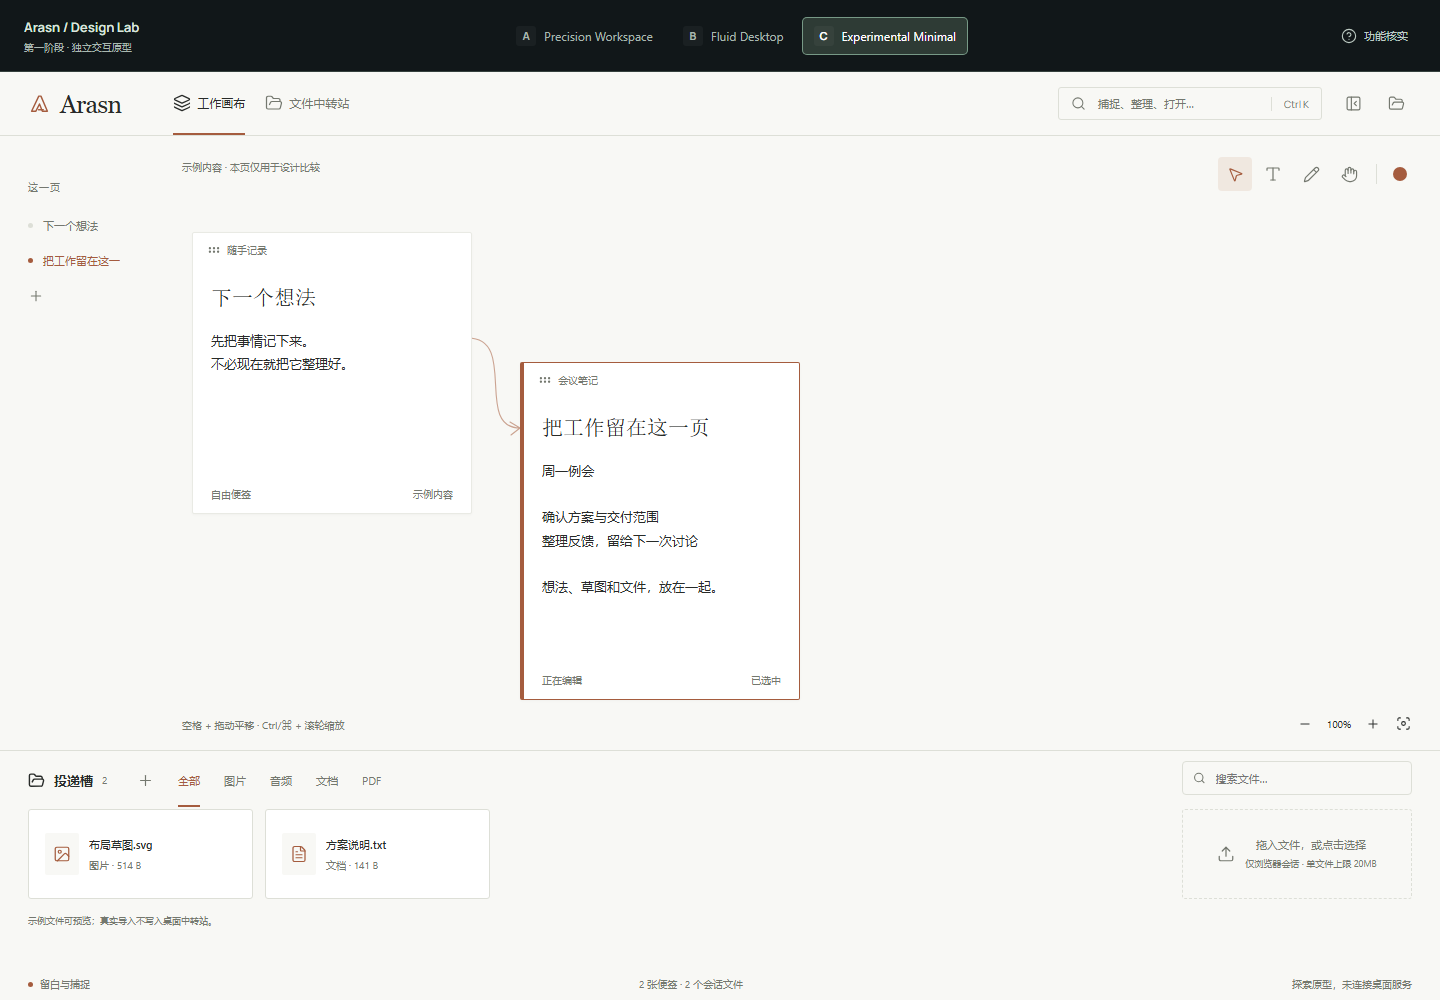 Arasn / Design Lab
第一阶段 · 独立交互原型
A Precision Workspace
B Fluid Desktop
C Experimental Minimal
功能核实
Arasn
工作画布
文件中转站
捕捉、整理、打开...
Ctrl K
这一页
下一个想法
把工作留在这一
示例内容 · 本页仅用于设计比较
随手记录
下一个想法
先把事情记下来。
不必现在就把它整理好。
自由便签
示例内容
会议笔记
把工作留在这一页
周一例会
确认方案与交付范围
整理反馈，留给下一次讨论
想法、草图和文件，放在一起。
正在编辑
已选中
空格 + 拖动平移 · Ctrl/⌘ + 滚轮缩放
100%
投递槽 2
全部
图片
音频
文档
PDF
搜索文件...
布局草图.svg
图片 · 514 B
方案说明.txt
文档 · 141 B
拖入文件，或点击选择
仅浏览器会话 · 单文件上限 20MB
示例文件可预览；真实导入不写入桌面中转站。
留白与捕捉
2 张便签 · 2 个会话文件
探索原型，未连接桌面服务